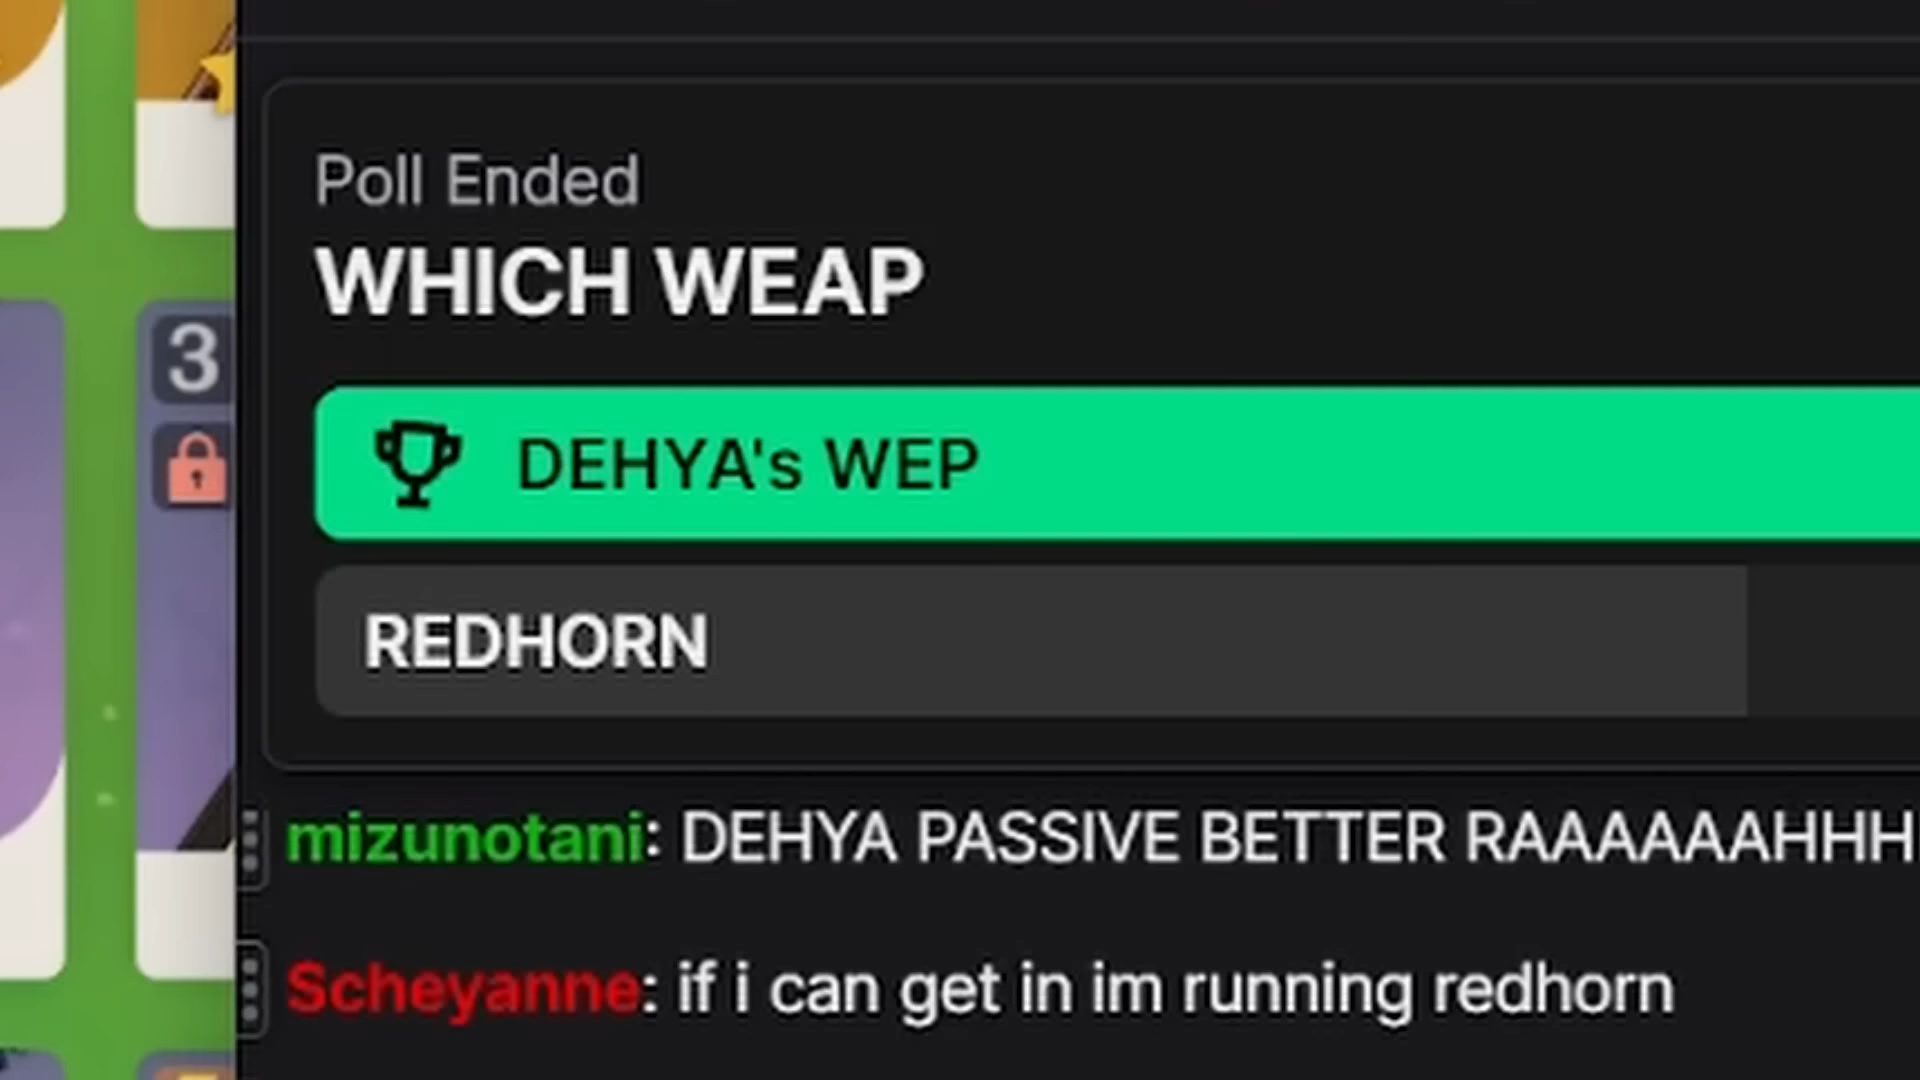 Poll Ended
WHICH WEAP
3
DEHYA's WEP
REDHORN
mizunotani: DEHYA PASSIVE BETTER RAAAAAAHHH
Scheyanne: if i can get in im running redhorn